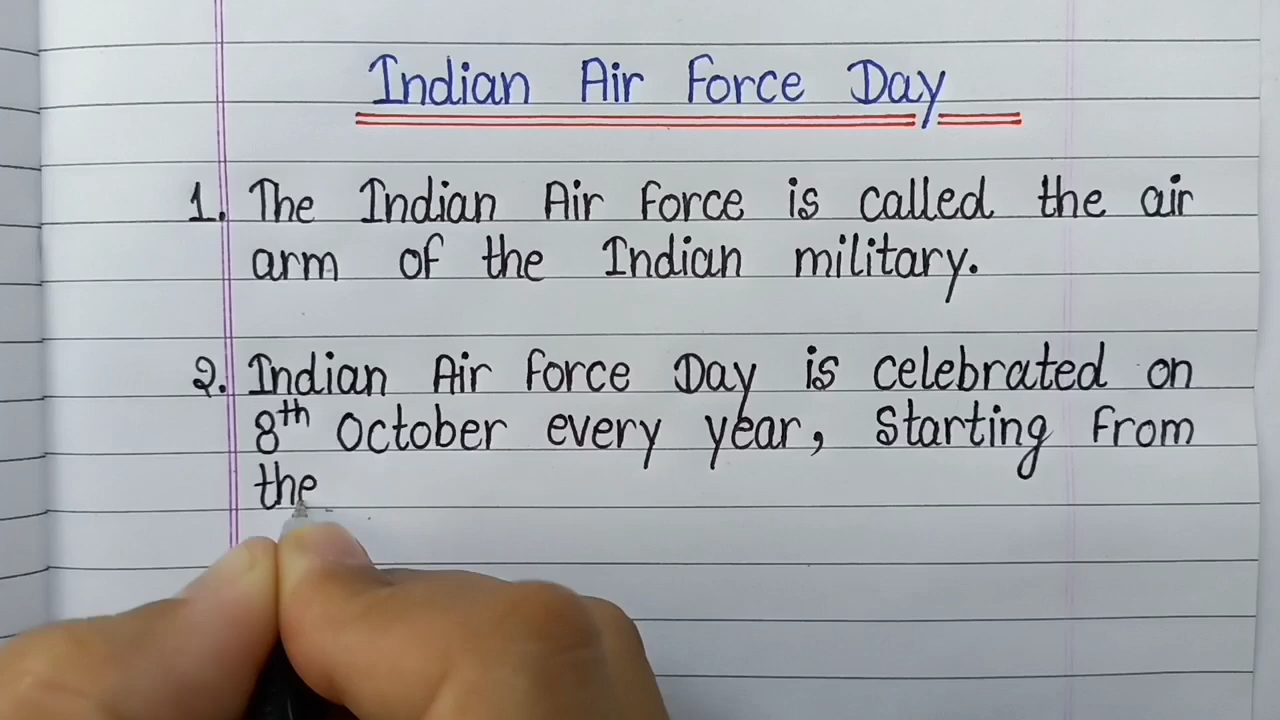 Indian Air Force Day
1. The Indian Air Force is called the air
arm of the Indian military.
2. Indian Air Force Day is celebrated on
8th October every year, Starting from
the